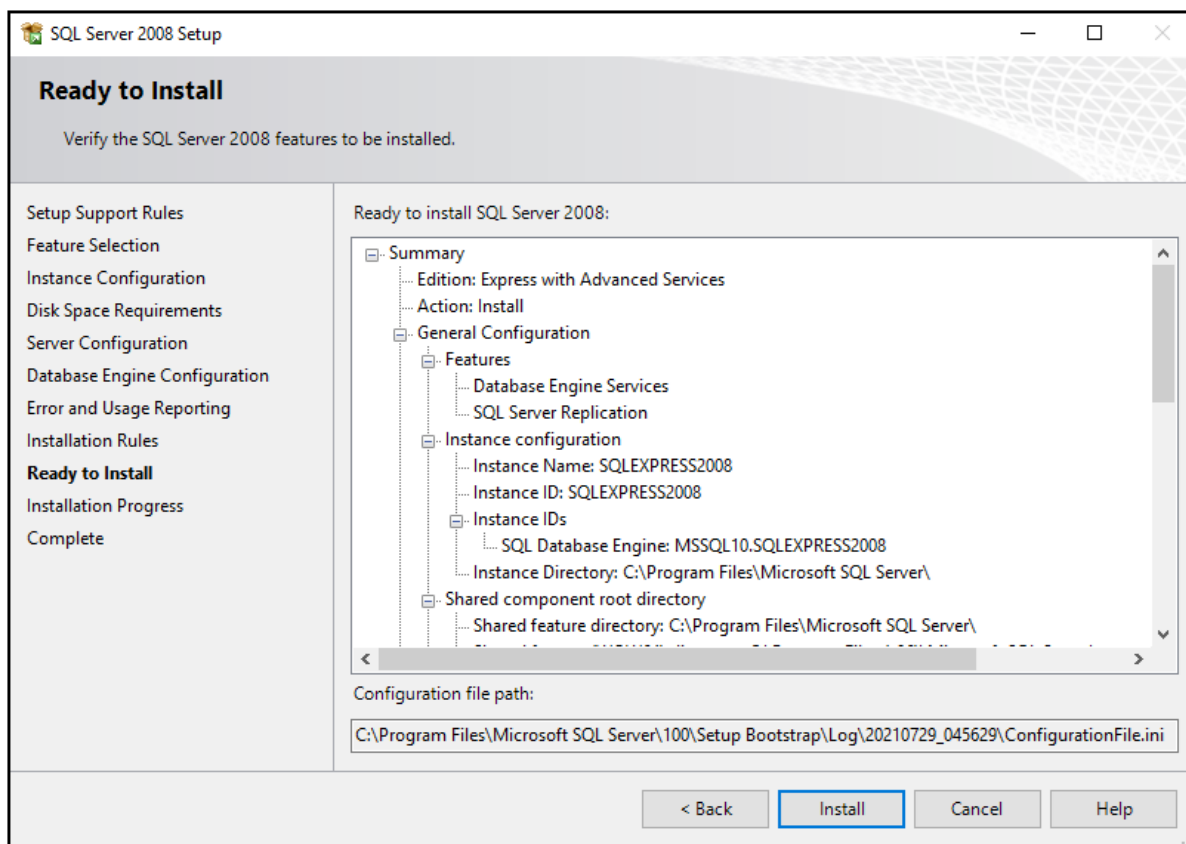 SQL Server 2008 Setup
Ready to Install
Verify the SQL Server 2008 features to be installed.
Setup Support Rules
Feature Selection
Instance Configuration
Disk Space Requirements
Server Configuration
Database Engine Configuration
Error and Usage Reporting
Installation Rules
Ready to Install
Installation Progress
Complete
Ready to install SQL Server 2008:
Summary
Edition: Express with Advanced Services
Action: Install
General Configuration
Features
Database Engine Services
SQL Server Replication
Instance configuration
Instance Name: SQLEXPRESS2008
Instance ID: SQLEXPRESS2008
Instance IDs
SQL Database Engine: MSSQL10.SQLEXPRESS2008
Instance Directory: C:\Program Files\Microsoft SQL Server\
Shared component root directory
Shared feature directory: C:\Program Files\Microsoft SQL Server\
Configuration file path:
C:\Program Files\Microsoft SQL Server\100\Setup Bootstrap\Log\20210729_045629\ConfigurationFile.ini
< Back
Install
Cancel
Help